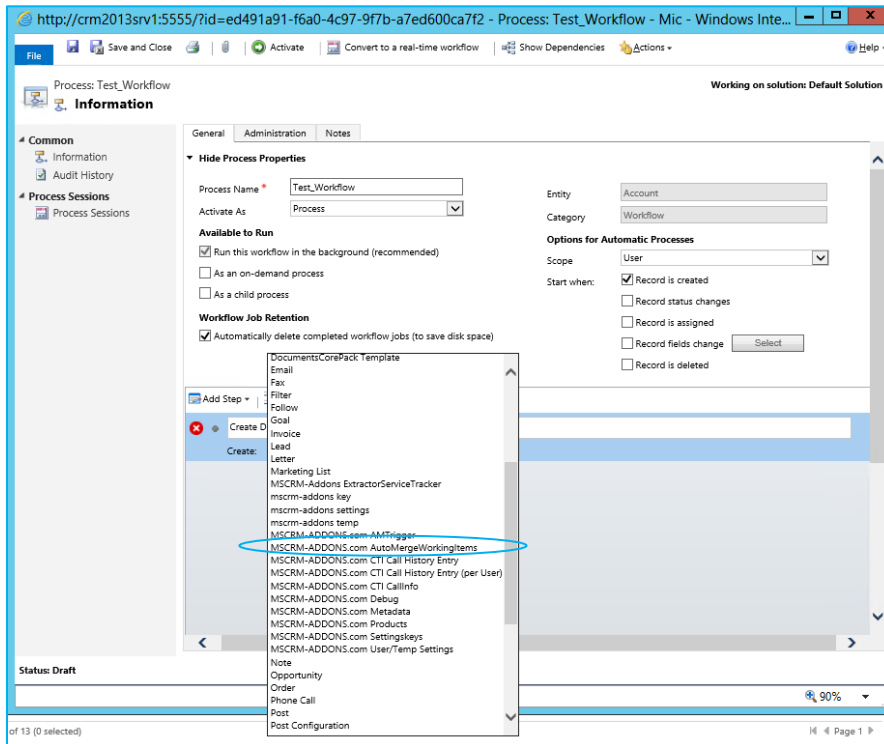 http://crm2013srv1:5555/?id=ed491a91-f6a0-4c97-9f7b-a7ed600ca7f2 - Process: Test_Workflow - Mic - Windows Inte...
File
Save and Close
Activate
Convert to a real-time workflow
Show Dependencies
Actions
Help
Process: Test_Workflow
Information
Working on solution: Default Solution
Common
Information
Audit History
Process Sessions
Process Sessions
General
Administration
Notes
Hide Process Properties
Process Name *
Test_Workflow
Activate As
Process
Available to Run
Run this workflow in the background (recommended)
As an on-demand process
As a child process
Workflow Job Retention
Automatically delete completed workflow jobs (to save disk space)
Entity
Account
Category
Workflow
Options for Automatic Processes
Scope
User
Start when:
Record is created
Record status changes
Record is assigned
Record fields change
Select
Record is deleted
Add Step
Create D
Create:
DocumentsCorePack Template
Email
Fax
Filter
Follow
Goal
Invoice
Lead
Letter
Marketing List
MSCRM-Addons ExtractorServiceTracker
mscrm-addons key
mscrm-addons settings
mscrm-addons temp
MSCRM-ADDONS.com AMTrigger
MSCRM-ADDONS.com AutoMergeWorkingItems
MSCRM-ADDONS.com CTI Call History Entry
MSCRM-ADDONS.com CTI Call History Entry (per User)
MSCRM-ADDONS.com CTI CallInfo
MSCRM-ADDONS.com Debug
MSCRM-ADDONS.com Metadata
MSCRM-ADDONS.com Products
MSCRM-ADDONS.com Settingskeys
MSCRM-ADDONS.com User/Temp Settings
Note
Opportunity
Order
Phone Call
Post
Post Configuration
Status: Draft
90%
of 13 (0 selected)
Page 1